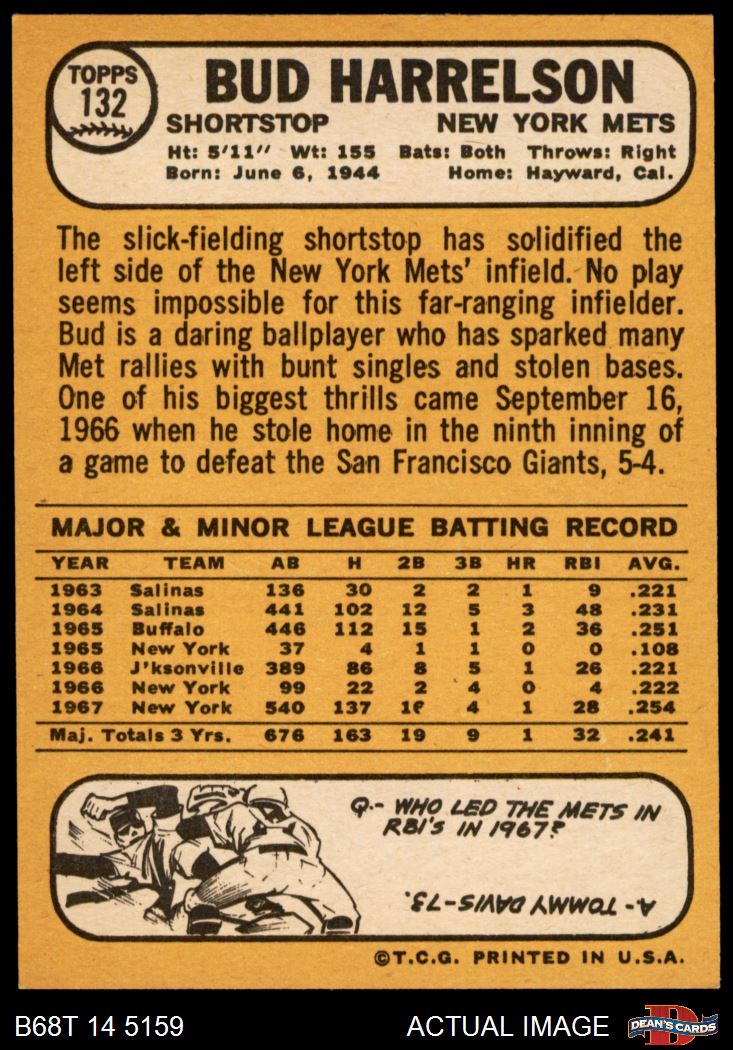 TOPPS
132
BUD HARRELSON
SHORTSTOP NEW YORK METS
Ht: 5'11" Wt: 155 Bats: Both Throws: Right
Born: June 6, 1944 Home: Hayward, Cal.
The slick-fielding shortstop has solidified the
left side of the New York Mets' infield. No play
seems impossible for this far-ranging infielder.
Bud is a daring ballplayer who has sparked many
Met rallies with bunt singles and stolen bases.
One of his biggest thrills came September 16,
1966 when he stole home in the ninth inning of
a game to defeat the San Francisco Giants, 5-4.
MAJOR & MINOR LEAGUE BATTING RECORD
YEAR TEAM AB H 2B 3B HR RBI AVG.
1963 Salinas 136 30 2 2 1 9 .221
1964 Salinas 441 102 12 5 3 48 .231
1965 Buffalo 446 112 15 1 2 36 .251
1965 New York 37 4 1 1 0 0 .108
1966 J'ksonville 389 86 8 5 1 26 .221
1966 New York 99 22 2 4 0 4 .222
1967 New York 540 137 4 1 28 .254
Maj. Totals 3 Yrs. 676 163 19 9 1 32 .241
Q.- WHO LED THE METS IN
RBI'S IN 1967?
A- TOMMY DAVIS-73.
©T.C.G. PRINTED IN U.S.A.
B68T 14 5159 ACTUAL IMAGE DEAN'S CARDS